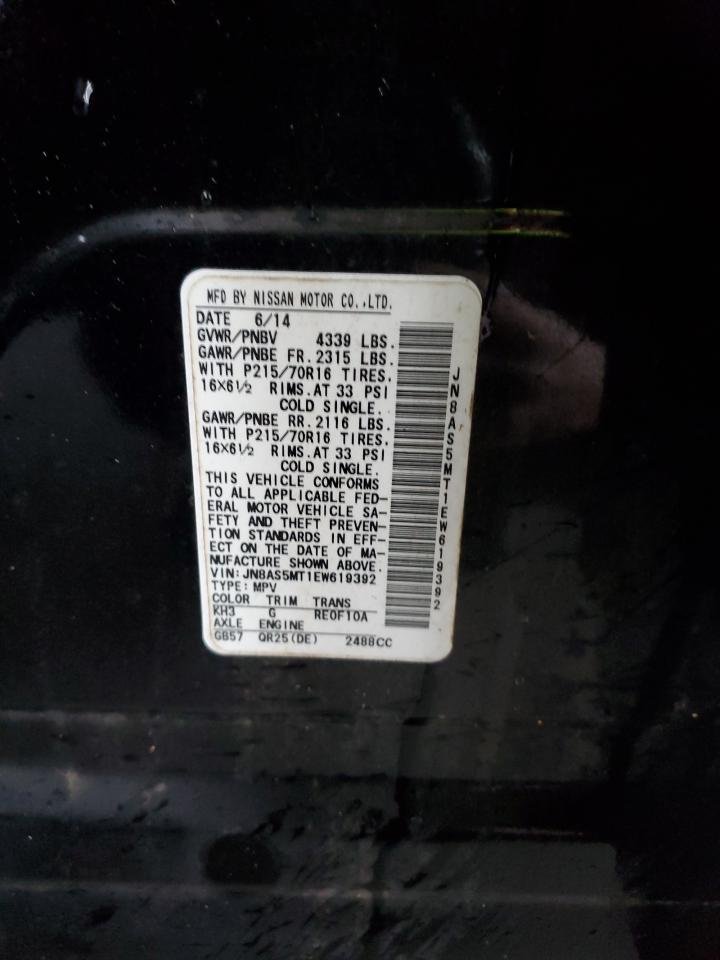 MFD BY NISSAN MOTOR CO.,LTD.
DATE 6/14
GVWR/PNBV 4339 LBS.
GAWR/PNBE FR.2315 LBS.
WITH P215/70R16 TIRES.
16X6½ RIMS.AT 33 PSI
COLD SINGLE.
GAWR/PNBE RR.2116 LBS.
WITH P215/70R16 TIRES.
16X6½ RIMS.AT 33 PSI
COLD SINGLE.
THIS VEHICLE CONFORMS
TO ALL APPLICABLE FED-
ERAL MOTOR VEHICLE SA-
FETY AND THEFT PREVEN-
TION STANDARDS IN EFF-
ECT ON THE DATE OF MA-
NUFACTURE SHOWN ABOVE.
VIN: JN8AS5MT1EW619392
TYPE: MPV
COLOR TRIM TRANS
KH3 G RE0F10A
AXLE ENGINE
GB57 QR25(DE) 2488CC
JN8AS5MT1EW619392